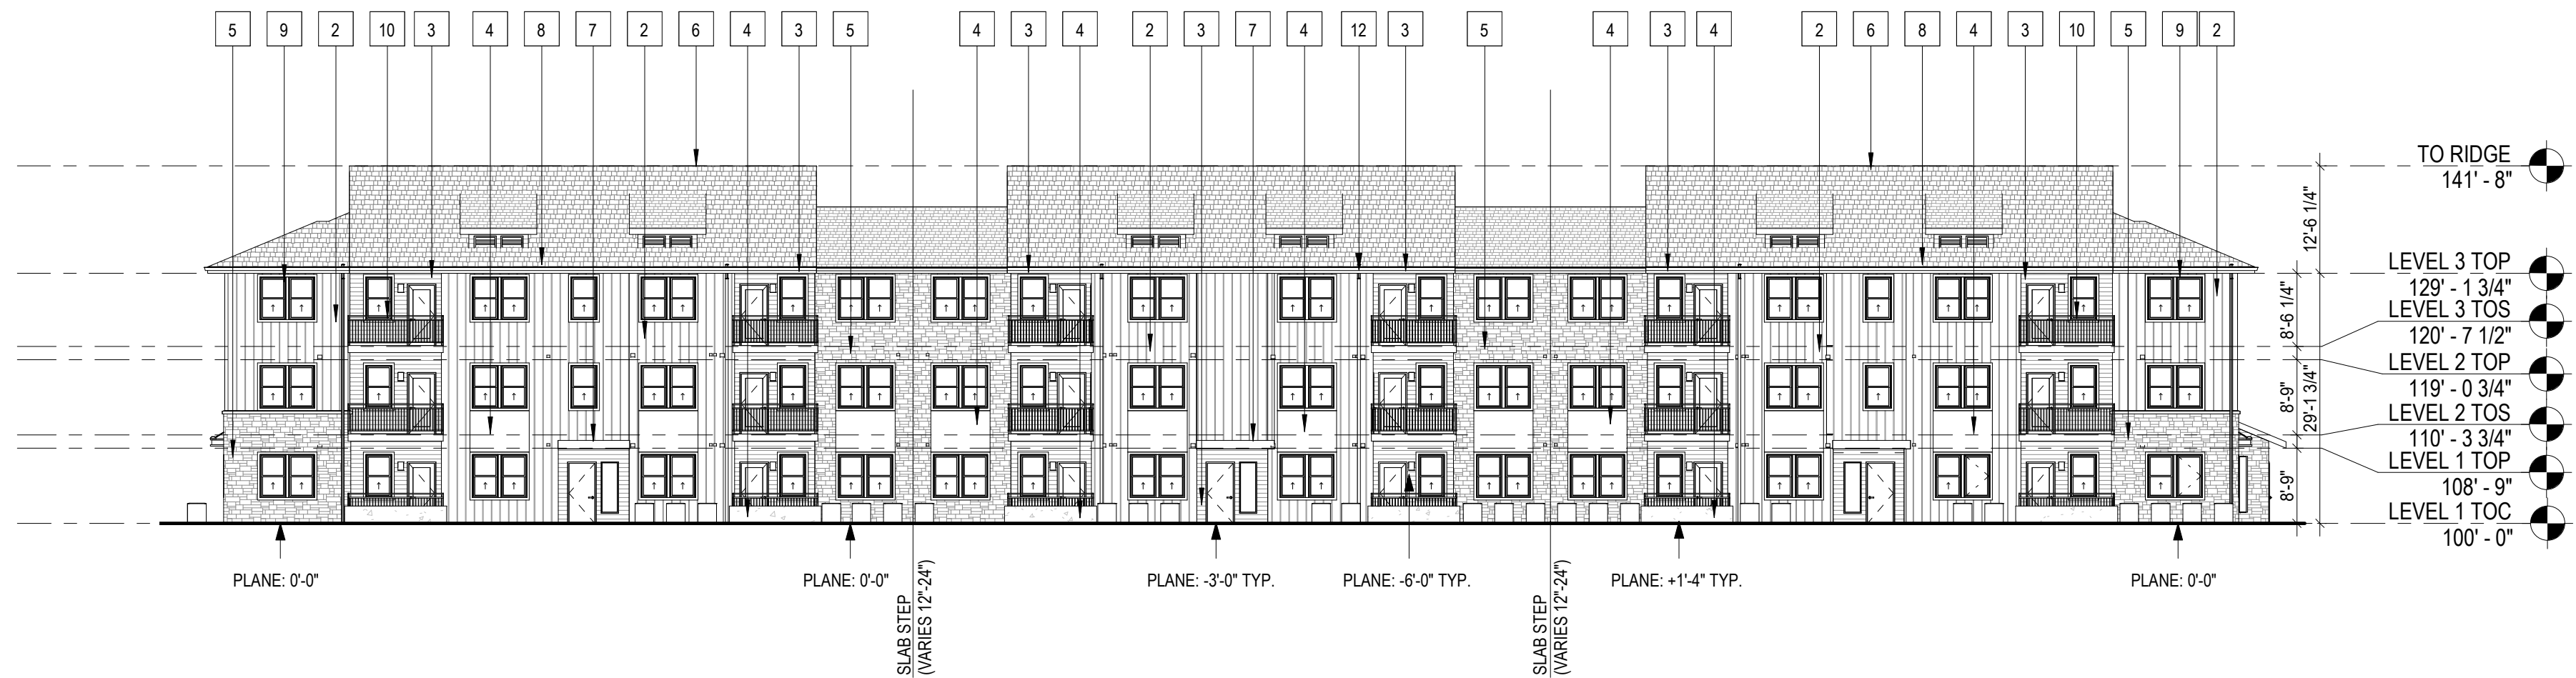 5 9 2 10 3 4 8 7 2 6 4 3 5 4 3 4 2 3 7 4 12 3 5 4 3 4 2 6 8 4 3 10 5 9 2
TO RIDGE
141' - 8"
12'-6 1/4"
LEVEL 3 TOP
129' - 1 3/4"
8'-6 1/4"
LEVEL 3 TOS
120' - 7 1/2"
LEVEL 2 TOP
119' - 0 3/4"
8'-9"
29'-1 3/4"
LEVEL 2 TOS
110' - 3 3/4"
LEVEL 1 TOP
108' - 9"
8'-9"
LEVEL 1 TOC
100' - 0"
PLANE: 0'-0"
PLANE: 0'-0"
SLAB STEP
(VARIES 12"-24")
PLANE: -3'-0" TYP.
PLANE: -6'-0" TYP.
SLAB STEP
(VARIES 12"-24")
PLANE: +1'-4" TYP.
PLANE: 0'-0"